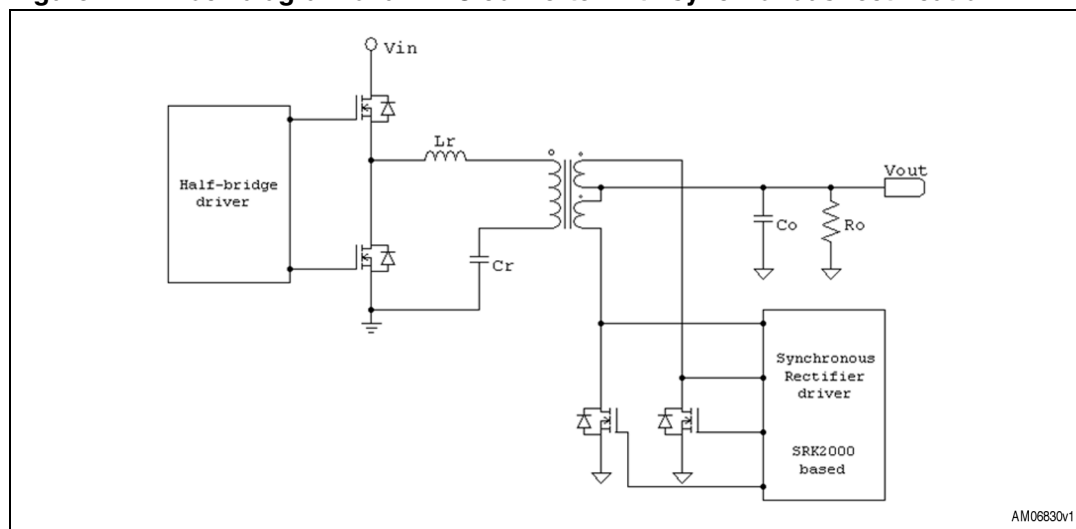 Vin
Lr
Half-bridge
driver
Vout
Co
Ro
Cr
Synchronous
Rectifier
driver
SRK2000
based
AM06830v1